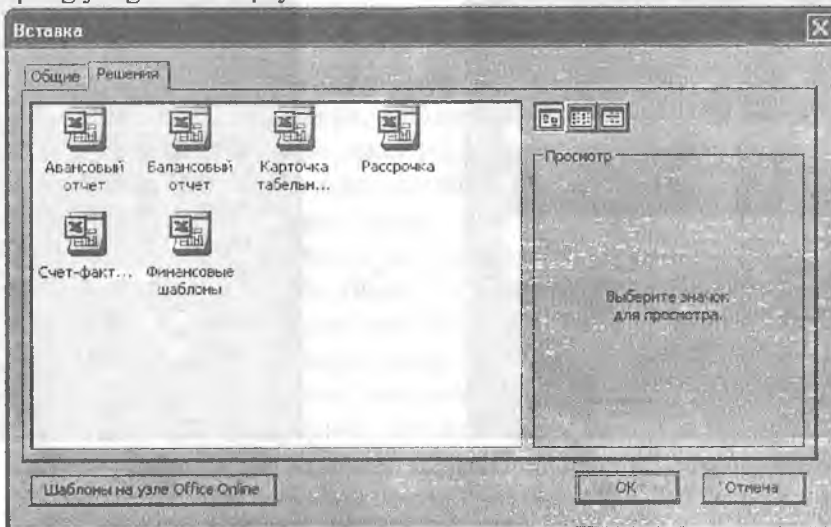 Вставка
Общие Решения
Авансовый отчет
Балансовый отчет
Карточка табельн...
Рассрочка
Счет-факт...
Финансовые шаблоны
Просмотр
Выберите значок
для просмотра.
Шаблоны на узле Office Online
OK
Отмена